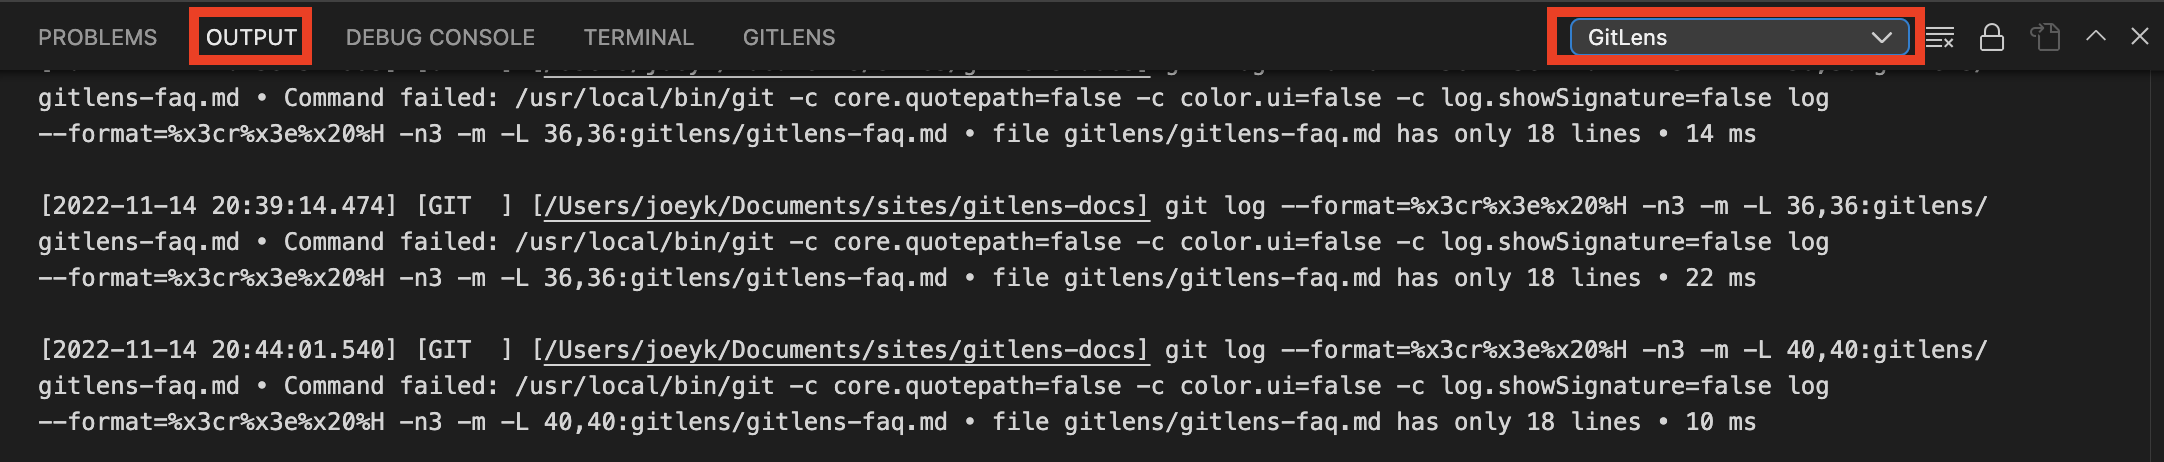 PROBLEMS OUTPUT DEBUG CONSOLE TERMINAL GITLENS GitLens
gitlens-faq.md • Command failed: /usr/local/bin/git -c core.quotepath=false -c color.ui=false -c log.showSignature=false log
--format=%x3cr%x3e%x20%H -n3 -m -L 36,36:gitlens/gitlens-faq.md • file gitlens/gitlens-faq.md has only 18 lines • 14 ms
[2022-11-14 20:39:14.474] [GIT  ] [/Users/joeyk/Documents/sites/gitlens-docs] git log --format=%x3cr%x3e%x20%H -n3 -m -L 36,36:gitlens/
gitlens-faq.md • Command failed: /usr/local/bin/git -c core.quotepath=false -c color.ui=false -c log.showSignature=false log
--format=%x3cr%x3e%x20%H -n3 -m -L 36,36:gitlens/gitlens-faq.md • file gitlens/gitlens-faq.md has only 18 lines • 22 ms
[2022-11-14 20:44:01.540] [GIT  ] [/Users/joeyk/Documents/sites/gitlens-docs] git log --format=%x3cr%x3e%x20%H -n3 -m -L 40,40:gitlens/
gitlens-faq.md • Command failed: /usr/local/bin/git -c core.quotepath=false -c color.ui=false -c log.showSignature=false log
--format=%x3cr%x3e%x20%H -n3 -m -L 40,40:gitlens/gitlens-faq.md • file gitlens/gitlens-faq.md has only 18 lines • 10 ms